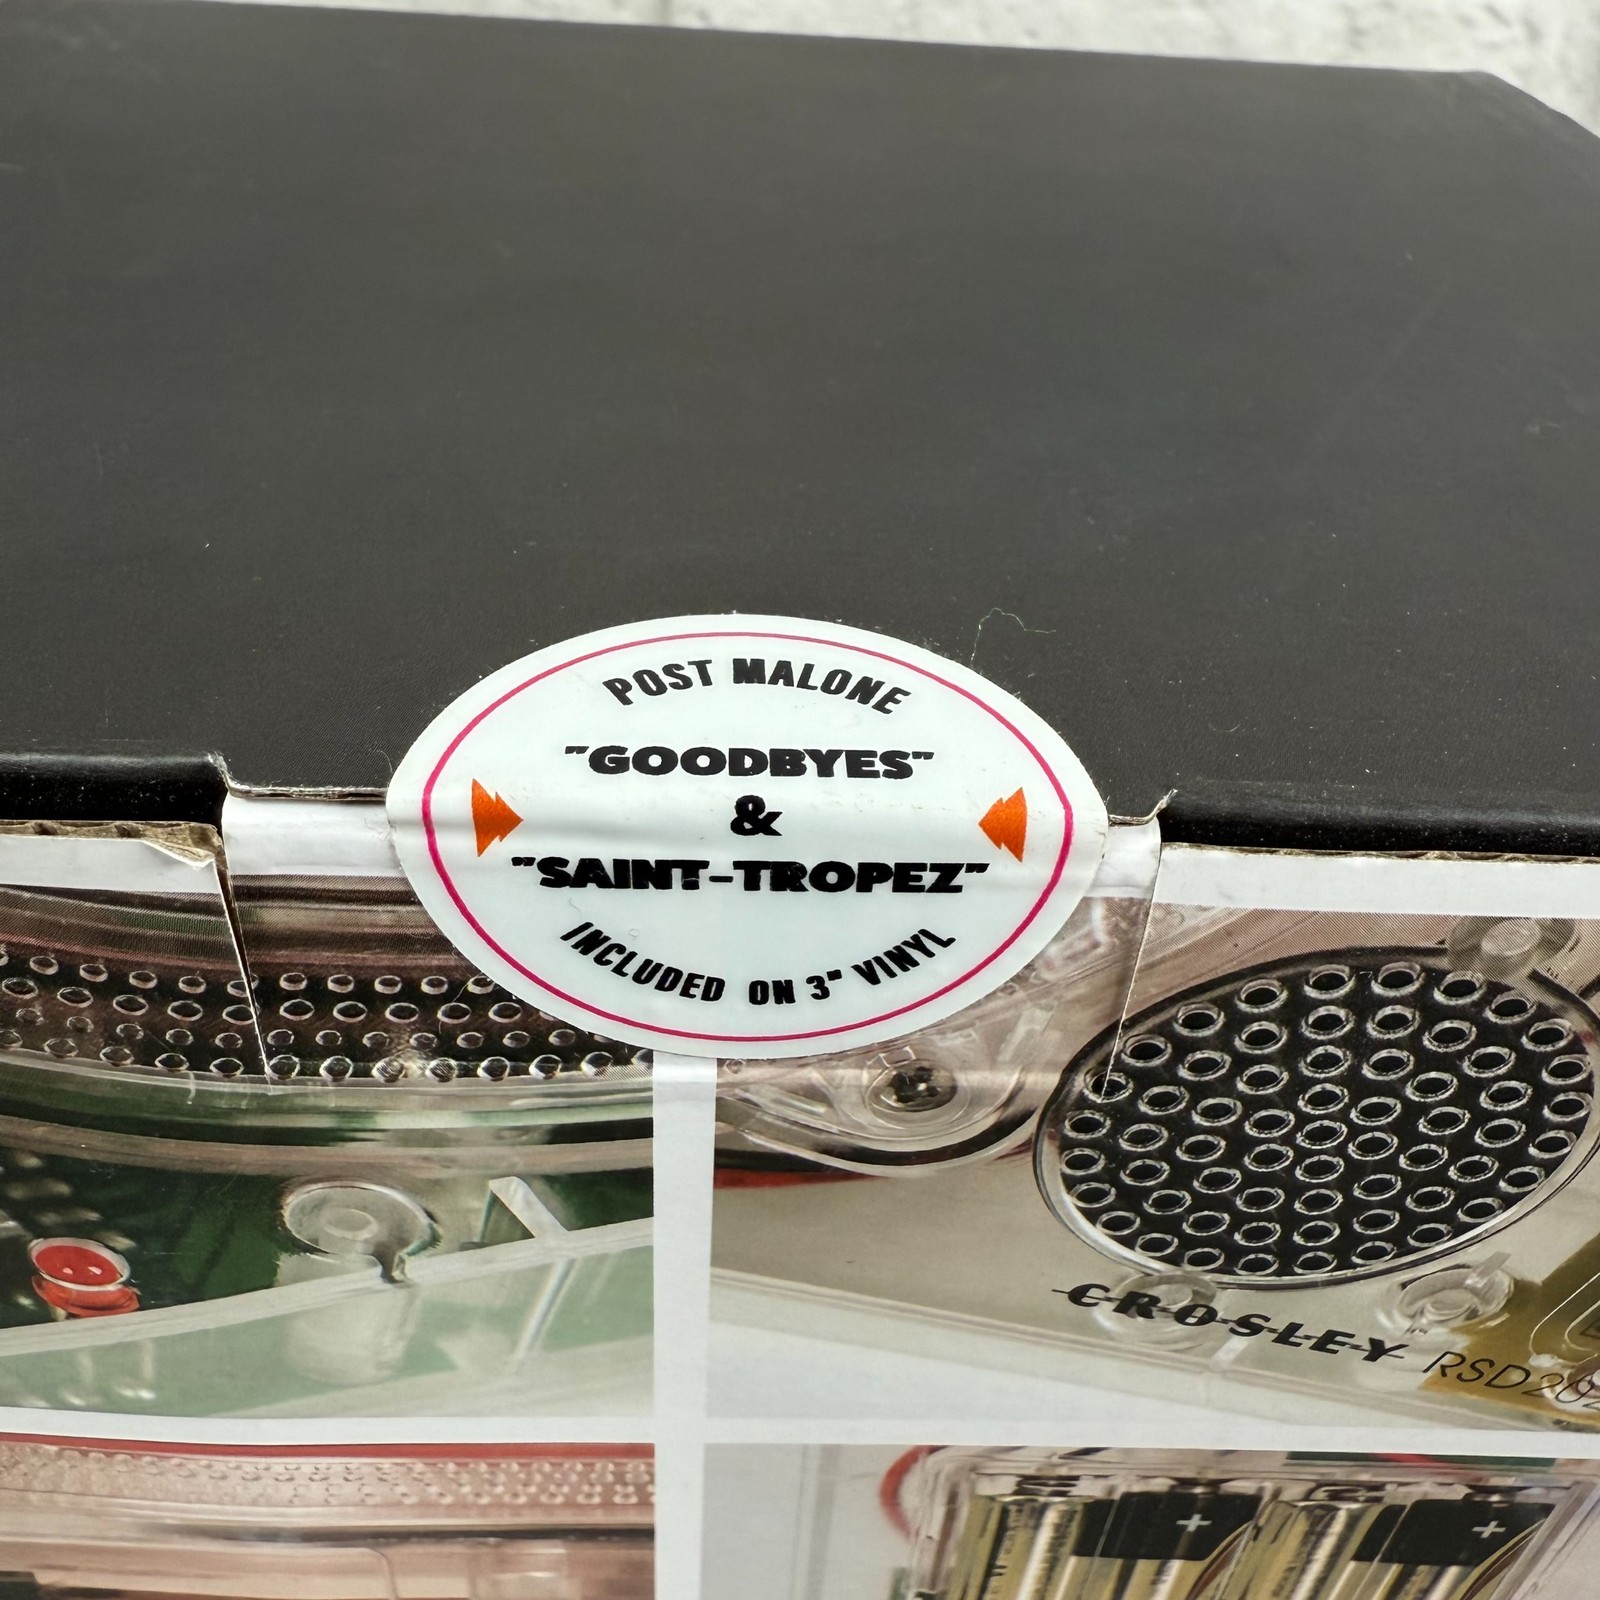 POST MALONE
"GOODBYES"
&
"SAINT-TROPEZ"
INCLUDED ON 3" VINYL
CROSLEY
+
+